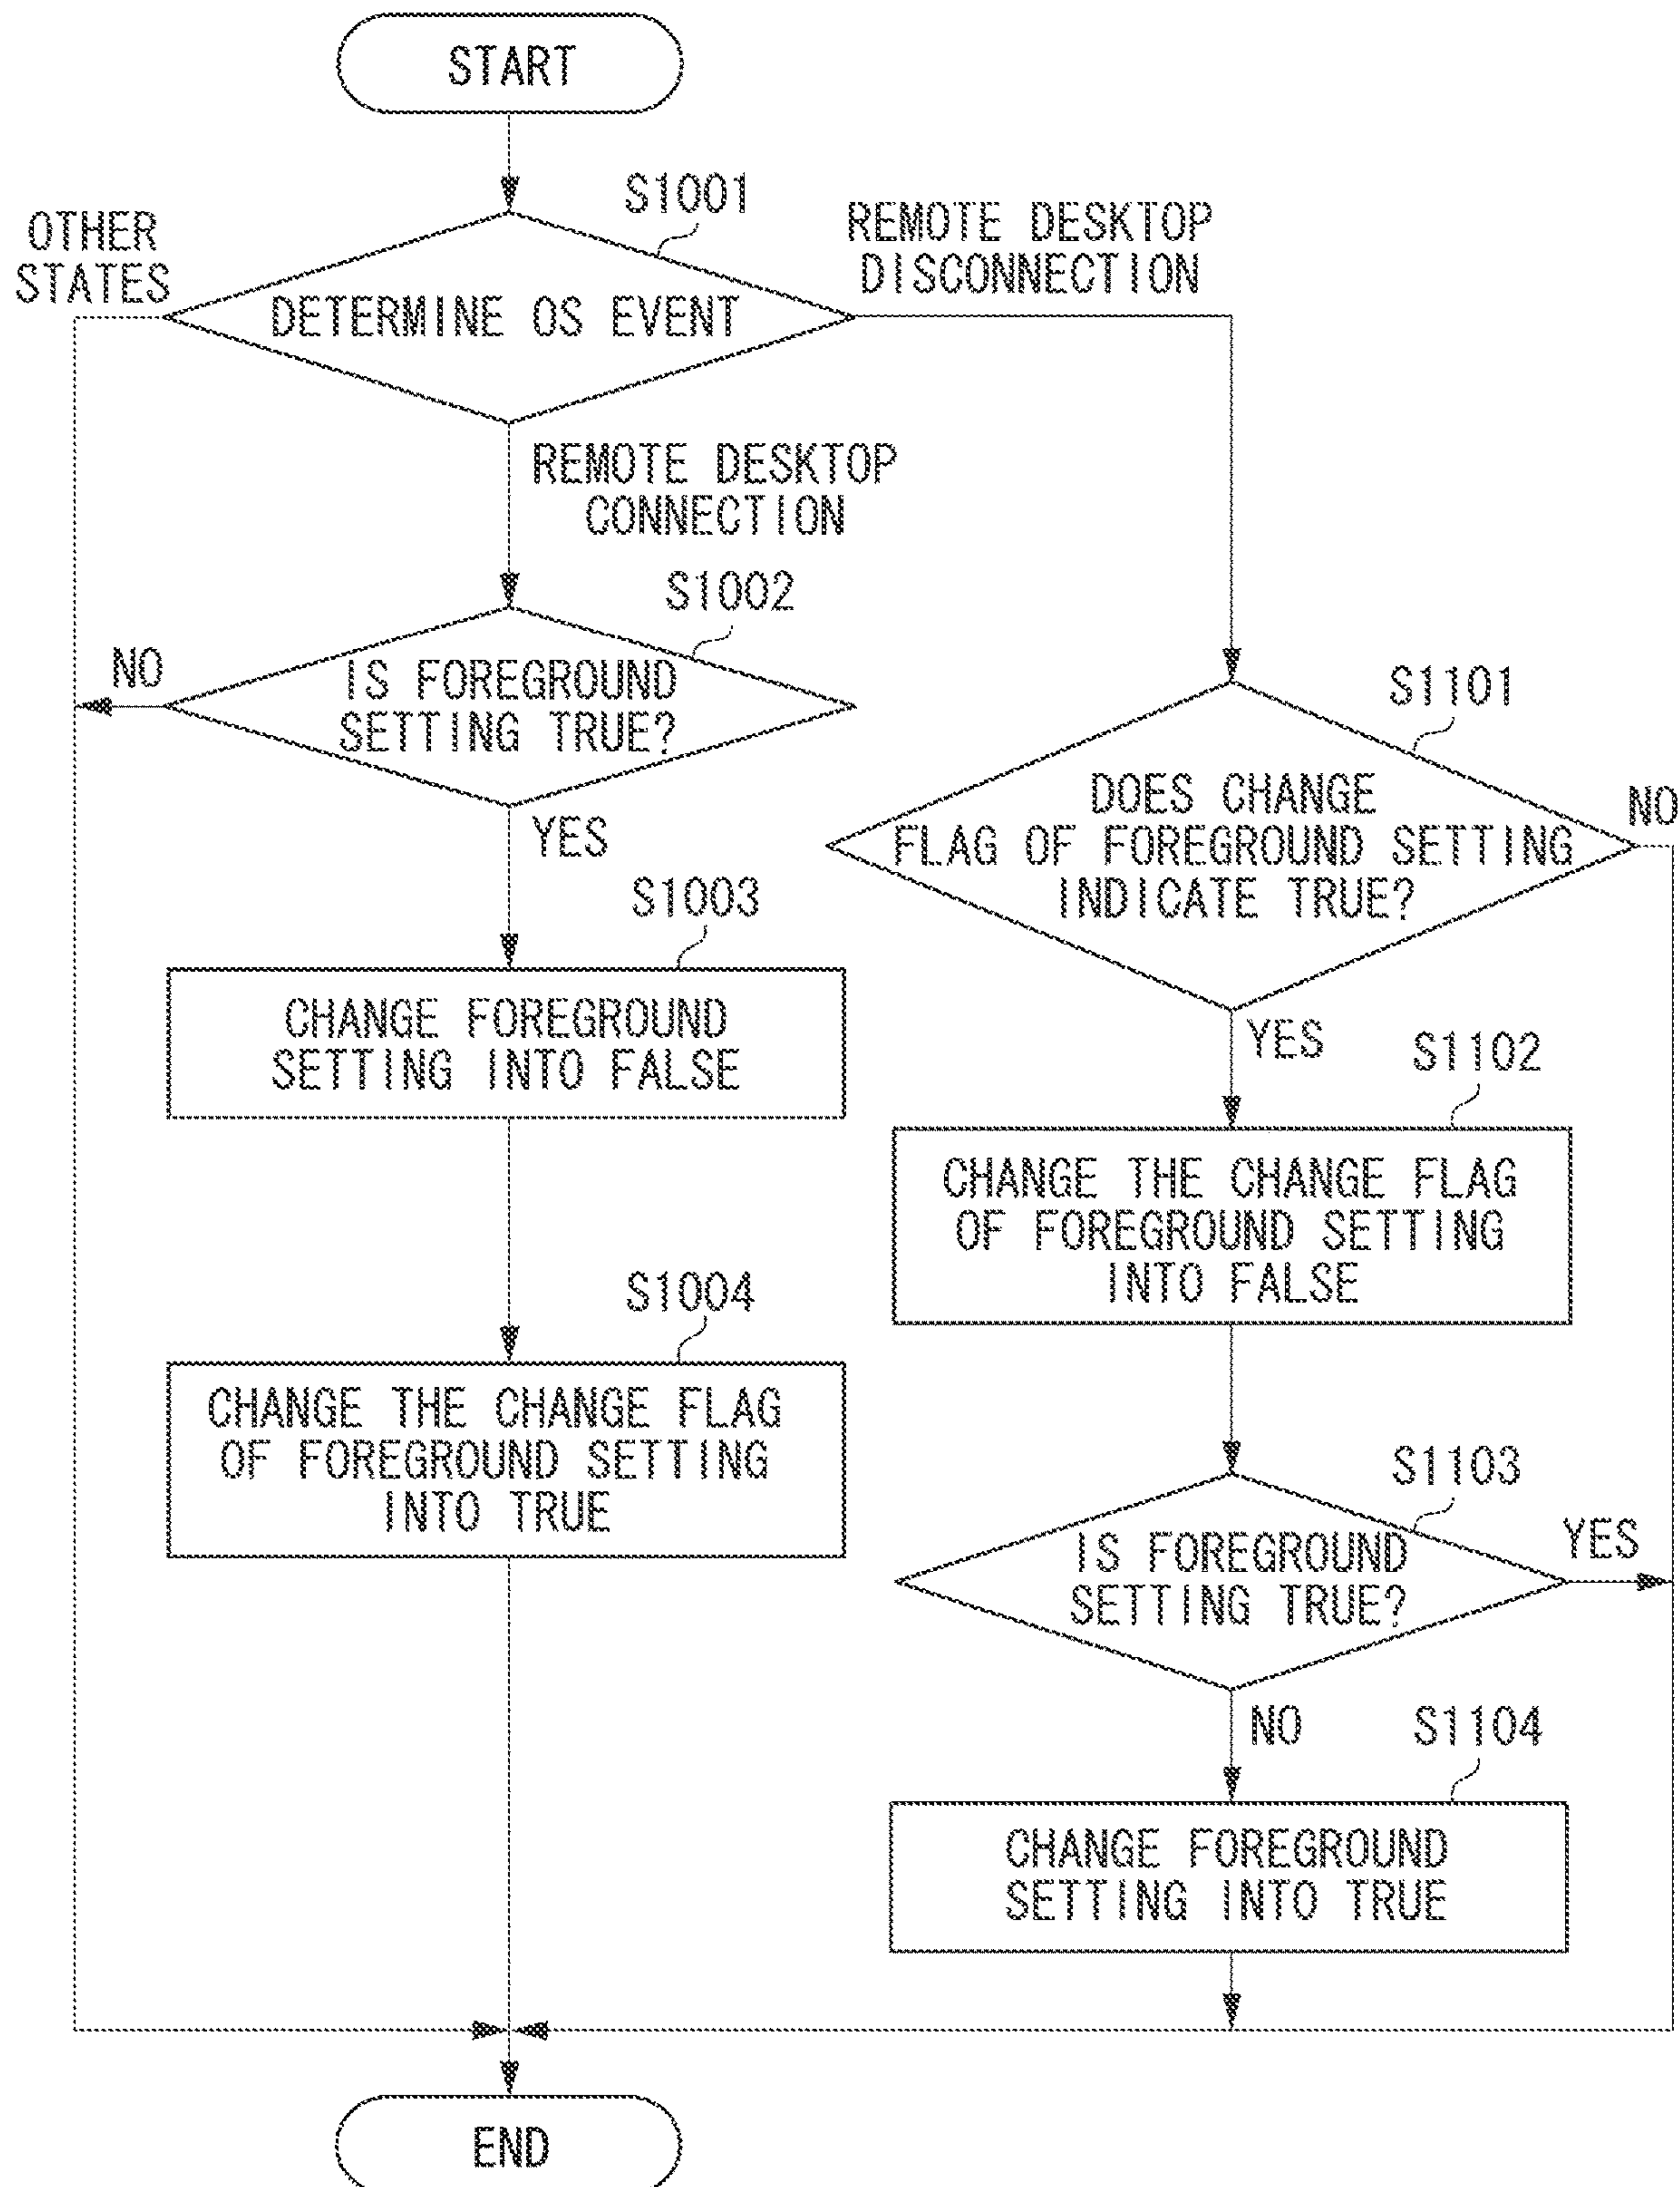 START
S1001
OTHER
STATES
REMOTE DESKTOP
DISCONNECTION
DETERMINE OS EVENT
REMOTE DESKTOP
CONNECTION
S1002
NO
IS FOREGROUND
SETTING TRUE?
YES
S1101
DOES CHANGE
FLAG OF FOREGROUND SETTING
INDICATE TRUE?
NO
YES
S1003
CHANGE FOREGROUND
SETTING INTO FALSE
S1102
CHANGE THE CHANGE FLAG
OF FOREGROUND SETTING
INTO FALSE
S1004
CHANGE THE CHANGE FLAG
OF FOREGROUND SETTING
INTO TRUE
S1103
IS FOREGROUND
SETTING TRUE?
YES
NO
S1104
CHANGE FOREGROUND
SETTING INTO TRUE
END